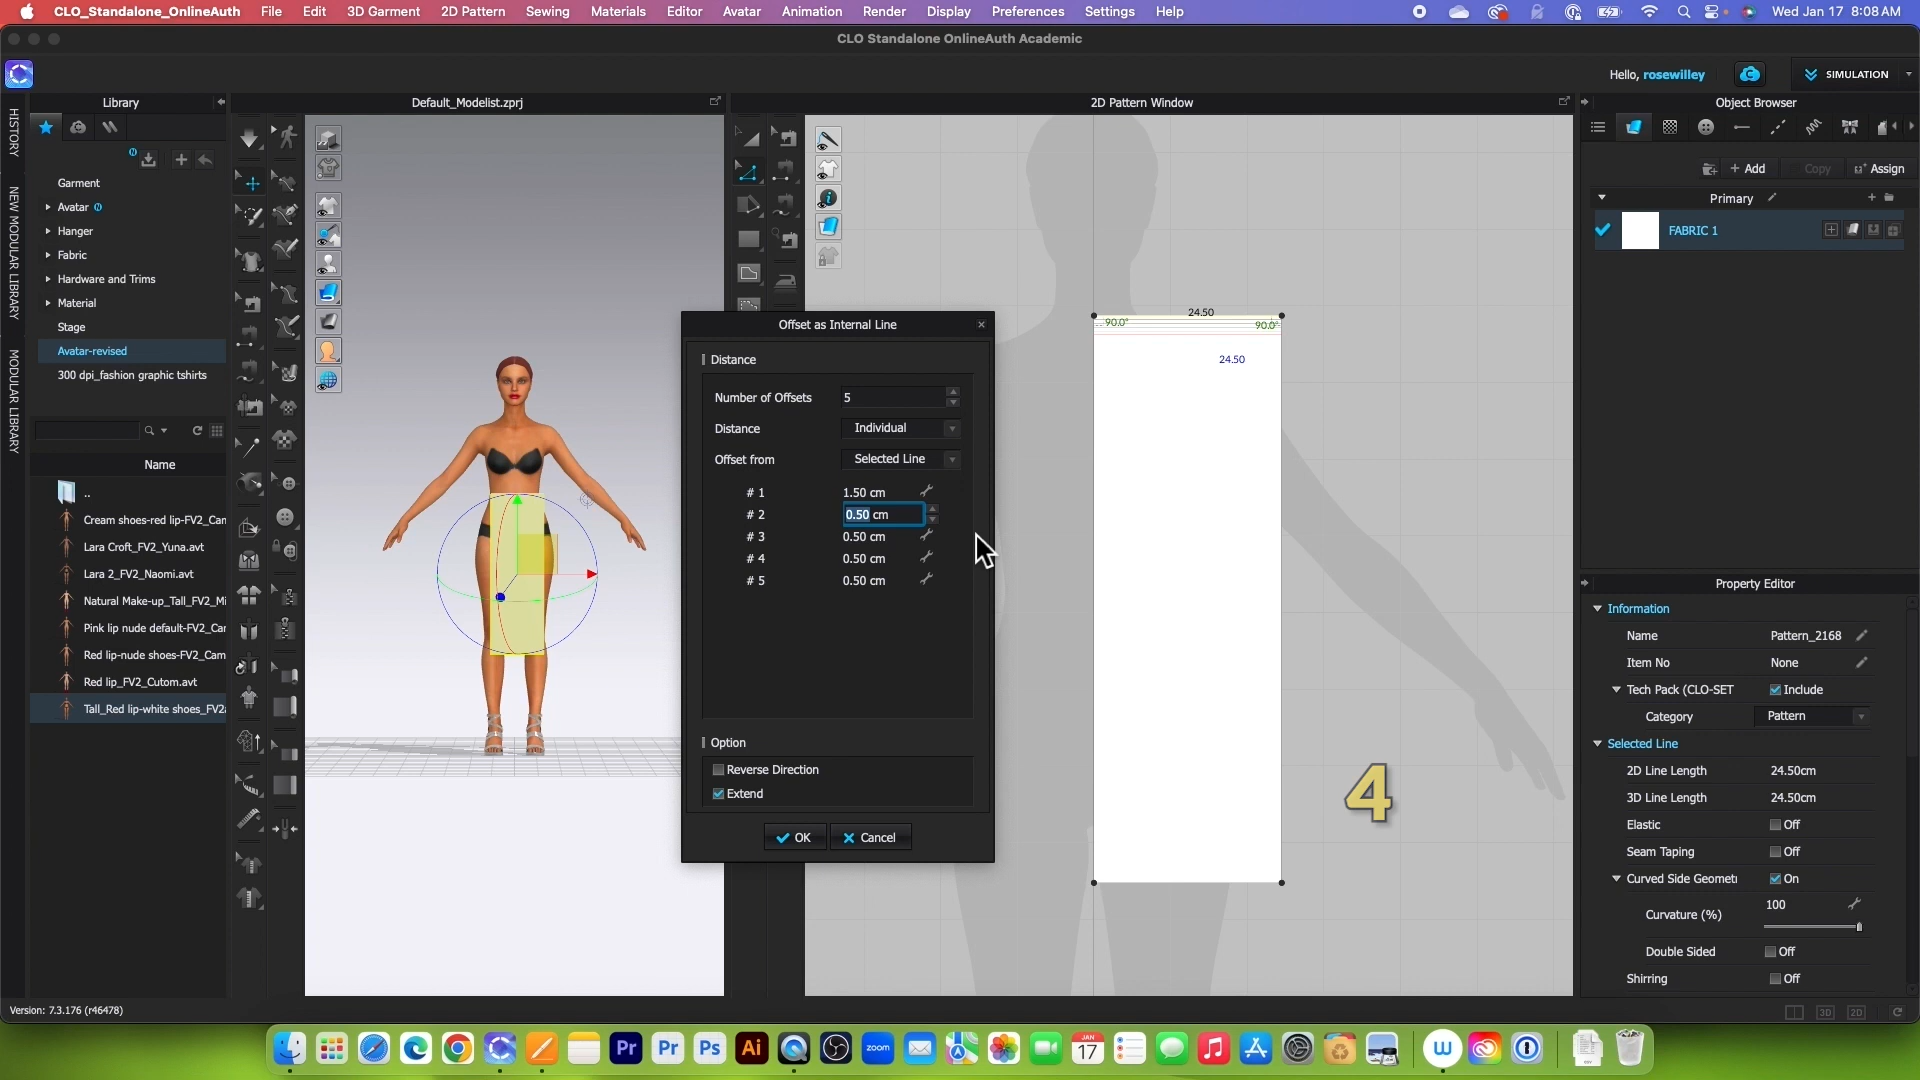 CLO_Standalone_OnlineAuth File Edit 3D Garment 2D Pattern Sewing Materials Editor Avatar Animation Render Display Preferences Settings Help Wed Jan 17 8:08 AM
CLO Standalone OnlineAuth Academic
Hello, rosewilley SIMULATION
HISTORY
NEW MODULAR LIBRARY
MODULAR LIBRARY
Library
N
Garment
Avatar N
Hanger
Fabric
Hardware and Trims
Material
Stage
Avatar-revised
300 dpi_fashion graphic tshirts
Name
..
Cream shoes-red lip-FV2_Can
Lara Croft_FV2_Yuna.avt
Lara 2_FV2_Naomi.avt
Natural Make-up_Tall_FV2_Mi
Pink lip nude default-FV2_Car
Red lip-nude shoes-FV2_Cam
Red lip_FV2_Cutom.avt
Tall_Red lip-white shoes_FV2
Version: 7.3.176 (r46478)
Default_Modelist.zprj
2D Pattern Window
24.50
90.0°
90.0°
24.50
4
Offset as Internal Line
Distance
Number of Offsets 5
Distance Individual
Offset from Selected Line
# 1 1.50 cm
# 2 0.50 cm
# 3 0.50 cm
# 4 0.50 cm
# 5 0.50 cm
Option
Reverse Direction
Extend
OK Cancel
Object Browser
+ Add Copy Assign
Primary
FABRIC 1
Property Editor
Information
Name Pattern_2168
Item No None
Tech Pack (CLO-SET Include
Category Pattern
Selected Line
2D Line Length 24.50cm
3D Line Length 24.50cm
Elastic Off
Seam Taping Off
Curved Side Geometr On
Curvature (%) 100
Double Sided Off
Shirring Off
3D 2D
Pr Pr Ps Ai zoom JAN 17 W